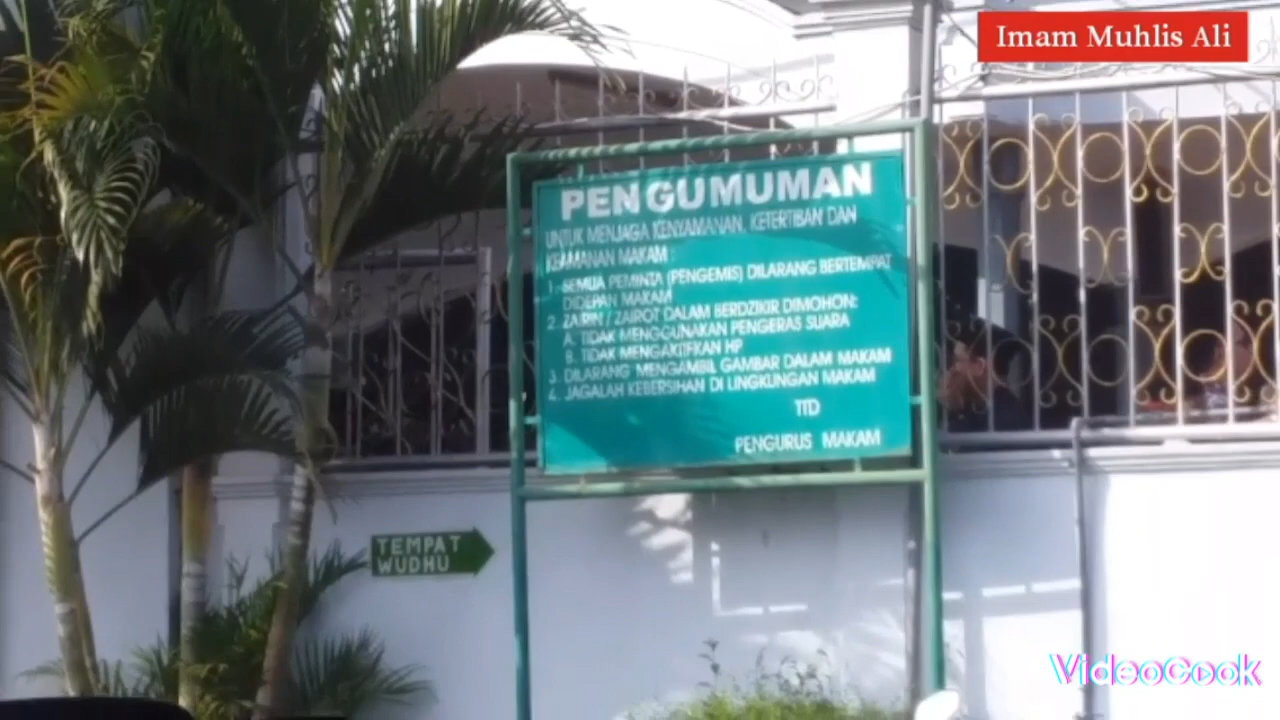 Imam Muhlis Ali
PENGUMUMAN
UNTUK MENJAGA KENYAMANAN, KETERTIBAN DAN
KEAMANAN MAKAM :
1. SEMUA PEMINTA (PENGEMIS) DILARANG BERTEMPAT
DIDEPAN MAKAM
2. ZAIRIN / ZAIROT DALAM BERDZIKIR DIMOHON:
A. TIDAK MENGGUNAKAN PENGERAS SUARA
B. TIDAK MENGAKITFKAN HP
3. DILARANG MENGAMBIL GAMBAR DALAM MAKAM
4. JAGALAH KEBERSIHAN DI LINGKUNGAN MAKAM
TTD
PENGURUS MAKAM
TEMPAT
WUDHU
VideoCook